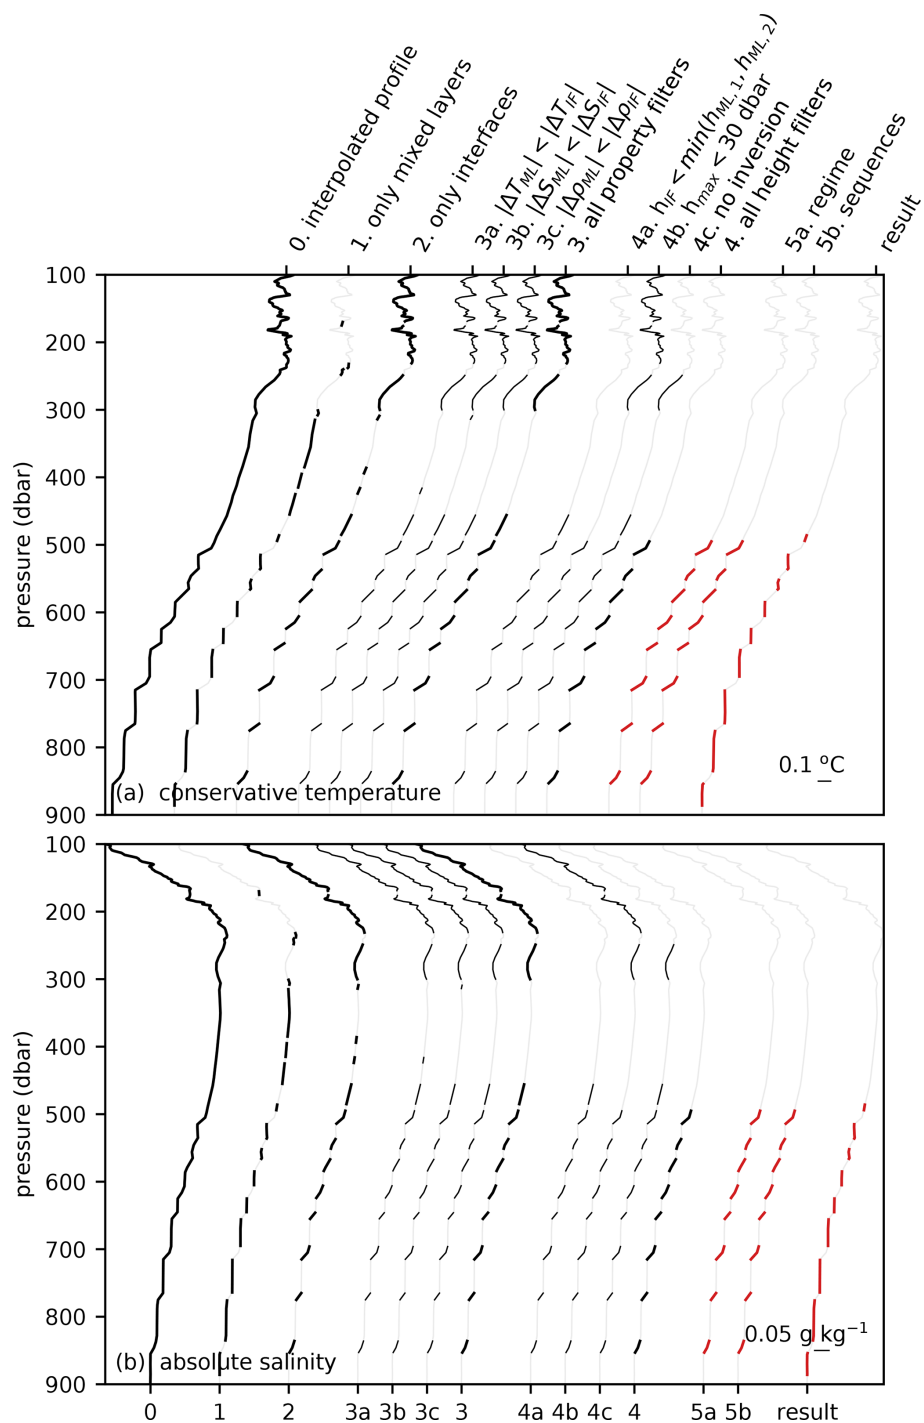 0. interpolated profile
1. only mixed layers
2. only interfaces
3a. |ΔT_ML| < |ΔT_IF|
3b. |ΔS_ML| < |ΔS_IF|
3c. |Δρ_ML| < |Δρ_IF|
3. all property filters
4a. h_IF < min(h_ML, 1, h_ML, 2)
4b. h_max < 30 dbar
4c. no inversion
4. all height filters
5a. regime
5b. sequences
result
100
200
300
400
500
600
700
800
900
pressure (dbar)
0.1 ºC
(a) conservative temperature
100
200
300
400
500
600
700
800
900
pressure (dbar)
0.05 g kg⁻¹
(b) absolute salinity
0 1 2 3a 3b 3c 3 4a 4b 4c 4 5a 5b result